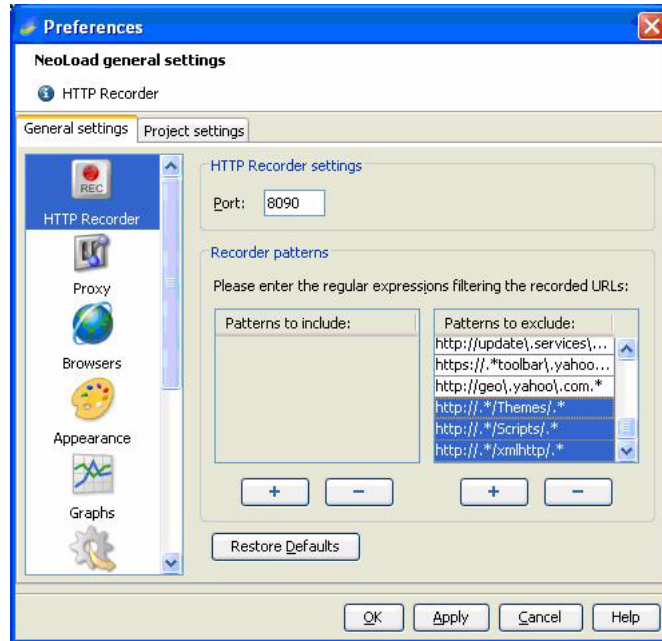 Preferences
NeoLoad general settings
HTTP Recorder
General settings Project settings
REC
HTTP Recorder
Proxy
Browsers
Appearance
Graphs
HTTP Recorder settings
Port: 8090
Recorder patterns
Please enter the regular expressions filtering the recorded URLs:
Patterns to include:
+ −
Patterns to exclude:
http://update\.services\...
https://.*toolbar\.yahoo...
http://geo\.yahoo\.com.*
http://.*/Themes/.*
http://.*/Scripts/.*
http://.*/xmlhttp/.*
+ −
Restore Defaults
OK Apply Cancel Help